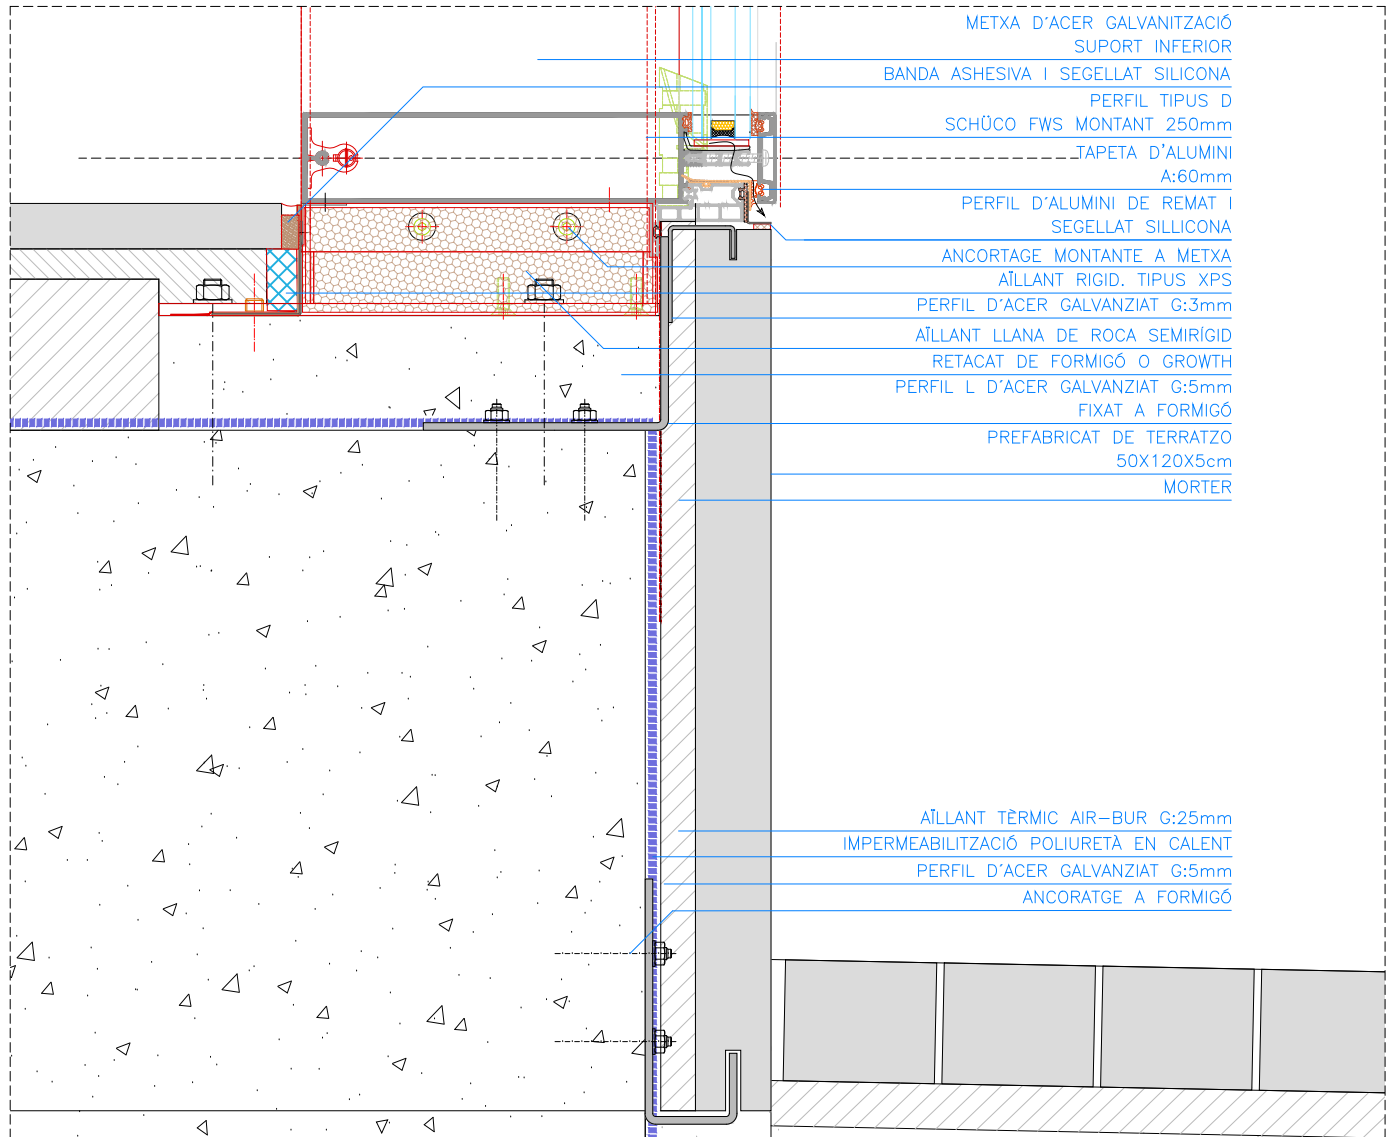 METXA D'ACER GALVANITZACIÓ
SUPORT INFERIOR
BANDA ASHESIVA I SEGELLAT SILICONA
PERFIL TIPUS D
SCHÜCO FWS MONTANT 250mm
TAPETA D'ALUMINI
A:60mm
PERFIL D'ALUMINI DE REMAT I
SEGELLAT SILLICONA
ANCORTAGE MONTANTE A METXA
AÏLLANT RIGID. TIPUS XPS
PERFIL D'ACER GALVANZIAT G:3mm
AÏLLANT LLANA DE ROCA SEMIRÍGID
RETACAT DE FORMIGÓ O GROWTH
PERFIL L D'ACER GALVANZIAT G:5mm
FIXAT A FORMIGÓ
PREFABRICAT DE TERRATZO
50X120X5cm
MORTER
AÏLLANT TÈRMIC AIR-BUR G:25mm
IMPERMEABILITZACIÓ POLIURETÀ EN CALENT
PERFIL D'ACER GALVANZIAT G:5mm
ANCORATGE A FORMIGÓ